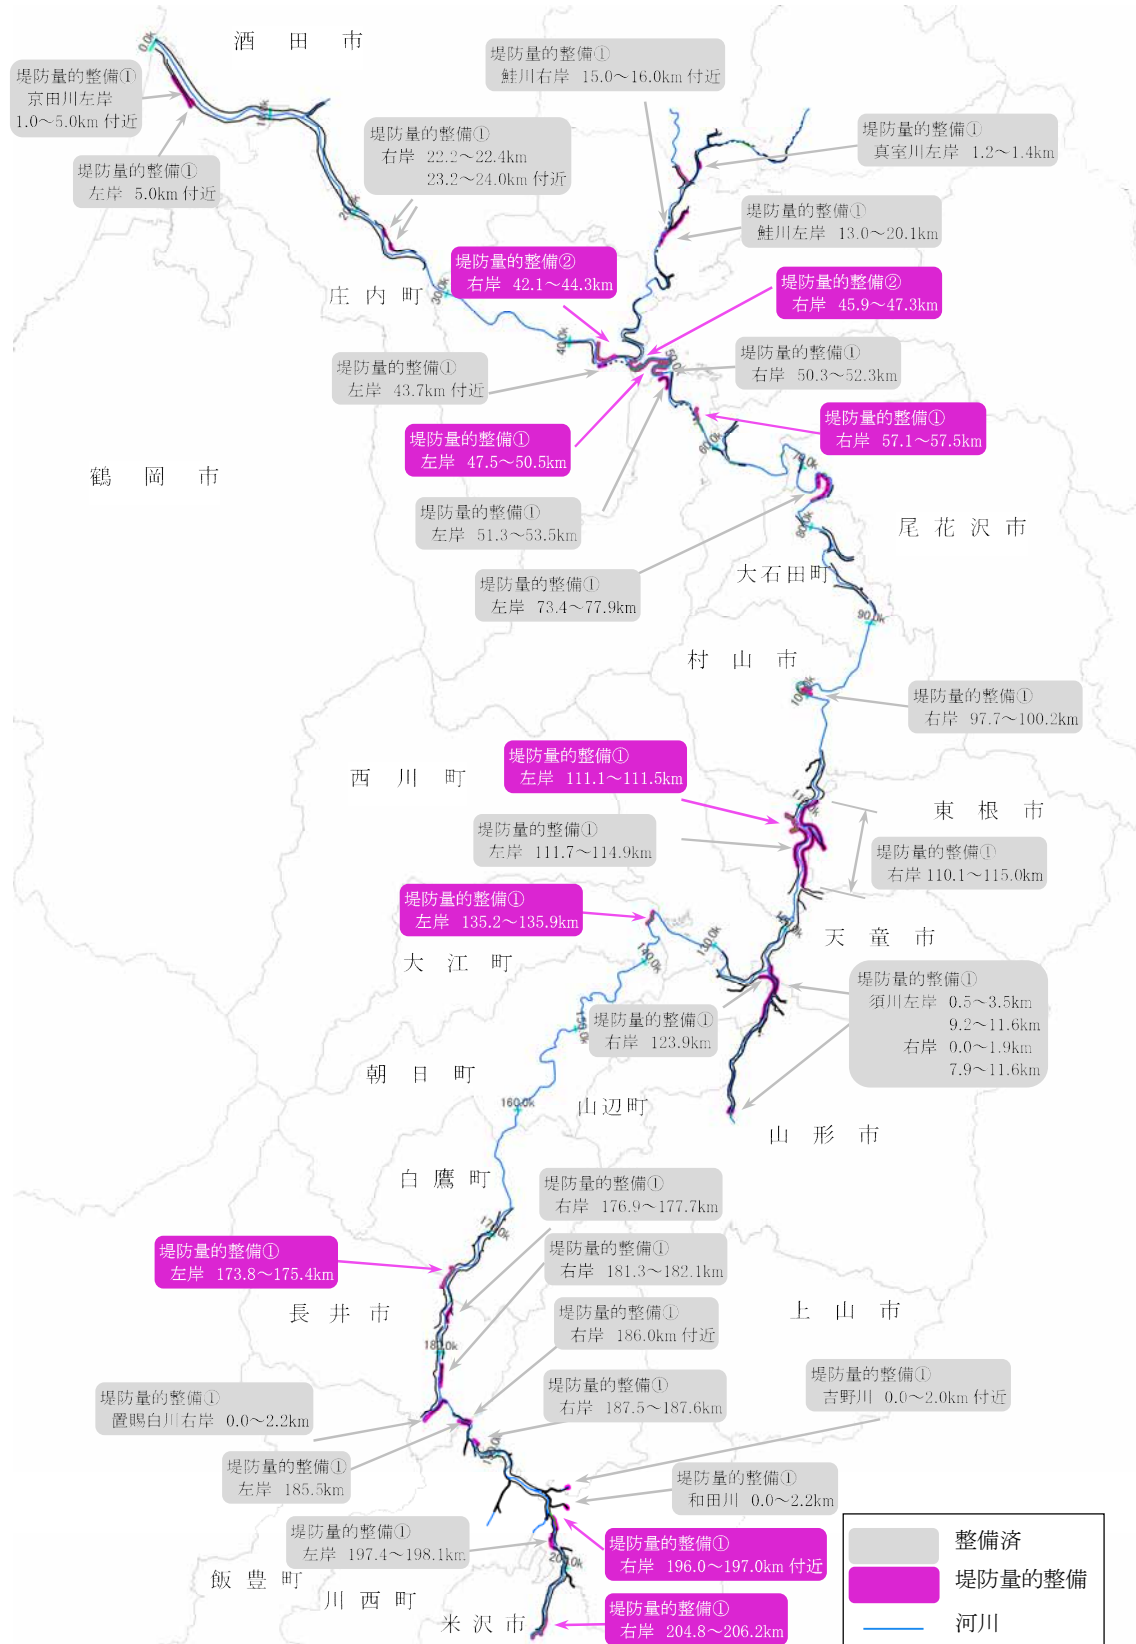 0.0k
酒田市
堤防量的整備①
京田川左岸
1.0～5.0km 付近
堤防量的整備①
左岸 5.0km 付近
堤防量的整備①
右岸 22.2～22.4km
23.2～24.0km 付近
堤防量的整備①
鮭川右岸 15.0～16.0km 付近
堤防量的整備①
真室川左岸 1.2～1.4km
堤防量的整備①
鮭川左岸 13.0～20.1km
堤防量的整備②
右岸 42.1～44.3km
堤防量的整備②
右岸 45.9～47.3km
庄内町
30.0k
40.0k
50.0k
堤防量的整備①
左岸 43.7km 付近
堤防量的整備①
右岸 50.3～52.3km
堤防量的整備①
左岸 47.5～50.5km
堤防量的整備①
右岸 57.1～57.5km
60.0k
70.0k
鶴岡市
堤防量的整備①
左岸 51.3～53.5km
80.0k
尾花沢市
堤防量的整備①
左岸 73.4～77.9km
大石田町
90.0k
村山市
堤防量的整備①
右岸 97.7～100.2km
堤防量的整備①
左岸 111.1～111.5km
西川町
東根市
堤防量的整備①
左岸 111.7～114.9km
堤防量的整備①
右岸 110.1～115.0km
堤防量的整備①
左岸 135.2～135.9km
天童市
130.0k
140.0k
大江町
堤防量的整備①
須川左岸 0.5～3.5km
9.2～11.6km
右岸 0.0～1.9km
7.9～11.6km
堤防量的整備①
右岸 123.9km
朝日町
160.0k
山辺町
山形市
白鷹町
堤防量的整備①
右岸 176.9～177.7km
170.0k
堤防量的整備①
左岸 173.8～175.4km
堤防量的整備①
右岸 181.3～182.1km
長井市
堤防量的整備①
右岸 186.0km 付近
上山市
180.0k
堤防量的整備①
吉野川 0.0～2.0km 付近
堤防量的整備①
右岸 187.5～187.6km
堤防量的整備①
置賜白川右岸 0.0～2.2km
堤防量的整備①
左岸 185.5km
堤防量的整備①
和田川 0.0～2.2km
堤防量的整備①
左岸 197.4～198.1km
堤防量的整備①
右岸 196.0～197.0km 付近
飯豊町
川西町
米沢市
堤防量的整備①
右岸 204.8～206.2km
整備済
堤防量的整備
河川